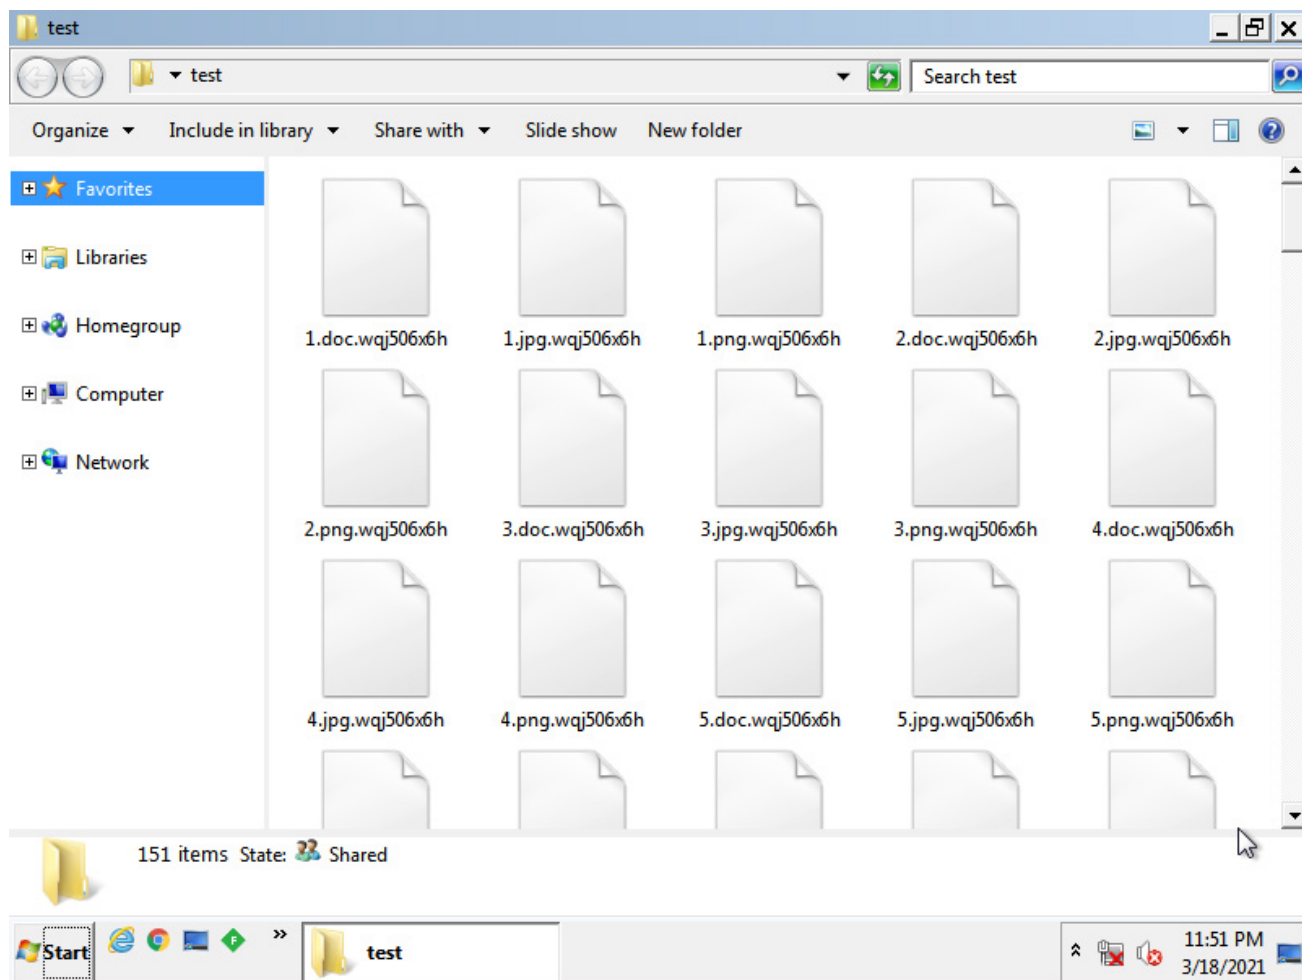 test
test
Search test
Organize Include in library Share with Slide show New folder
Favorites
Libraries
Homegroup
Computer
Network
1.doc.wqj506x6h 1.jpg.wqj506x6h 1.png.wqj506x6h 2.doc.wqj506x6h 2.jpg.wqj506x6h
2.png.wqj506x6h 3.doc.wqj506x6h 3.jpg.wqj506x6h 3.png.wqj506x6h 4.doc.wqj506x6h
4.jpg.wqj506x6h 4.png.wqj506x6h 5.doc.wqj506x6h 5.jpg.wqj506x6h 5.png.wqj506x6h
151 items State: Shared
Start
test
11:51 PM
3/18/2021